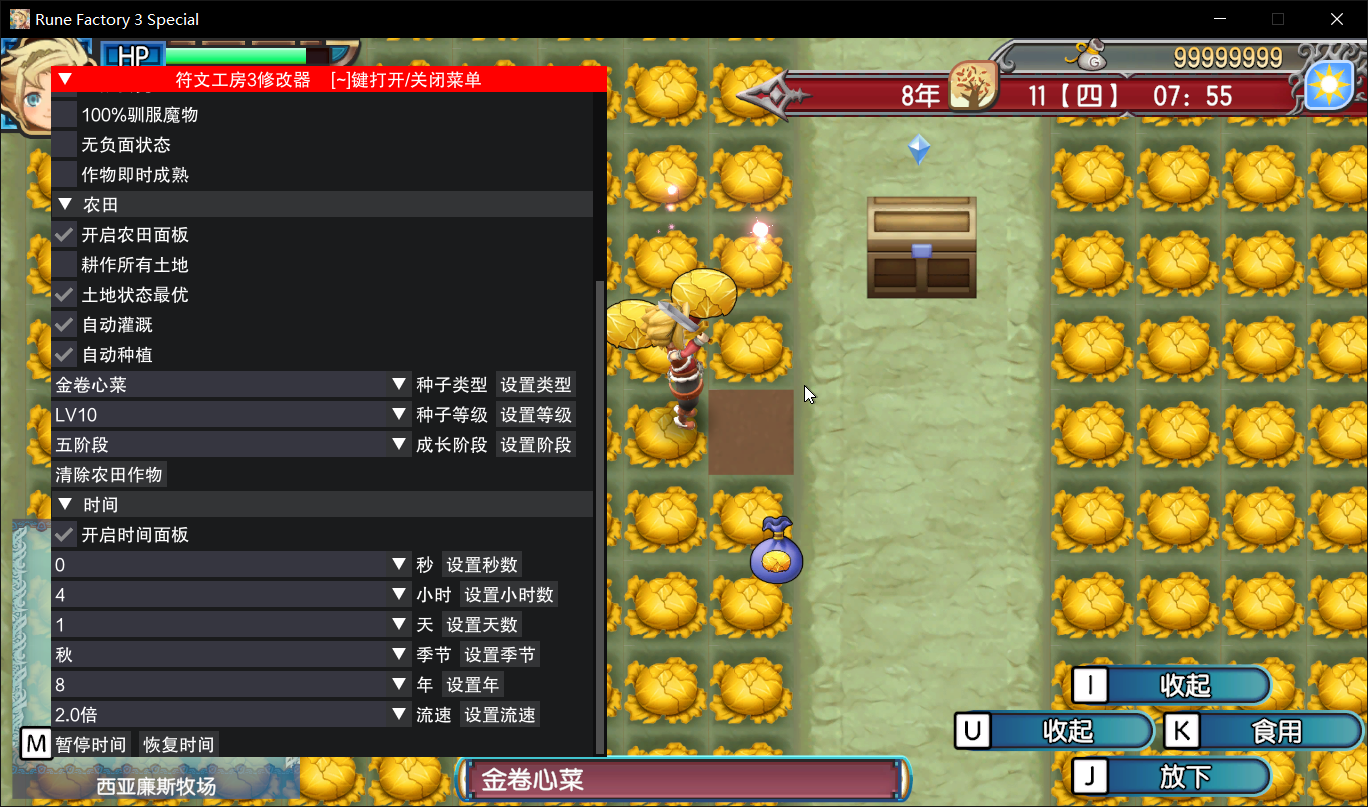 Rune Factory 3 Special
HP
99999999
8年 11【四】 07: 55
符文工房3修改器 [~]键打开/关闭菜单
100%驯服魔物
无负面状态
作物即时成熟
农田
开启农田面板
耕作所有土地
土地状态最优
自动灌溉
自动种植
金卷心菜 种子类型 设置类型
LV10 种子等级 设置等级
五阶段 成长阶段 设置阶段
清除农田作物
时间
开启时间面板
0 秒 设置秒数
4 小时 设置小时数
1 天 设置天数
秋 季节 设置季节
8 年 设置年
2.0倍 流速 设置流速
M 暂停时间 恢复时间
西亚廉斯牧场
金卷心菜
I 收起
U 收起 K 食用
J 放下